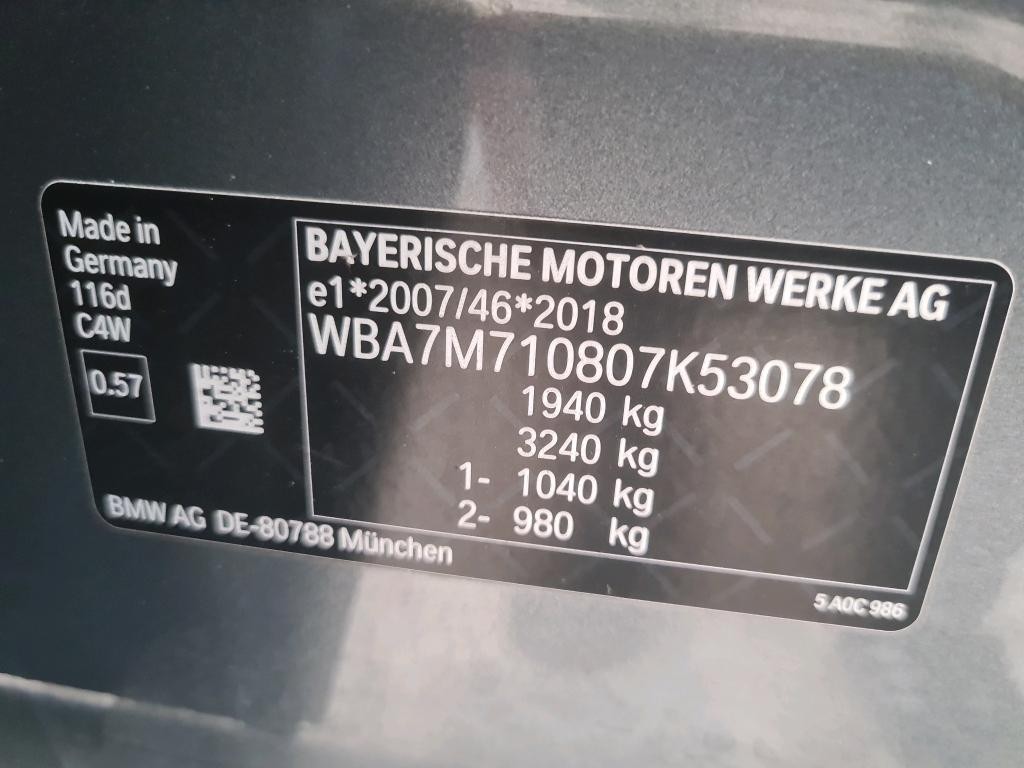 Made in
Germany
116d
C4W
0.57
BAYERISCHE MOTOREN WERKE AG
e1*2007/46*2018
WBA7M710807K53078
1940 kg
3240 kg
1- 1040 kg
2- 980 kg
BMW AG DE-80788 München
5 A0C 986